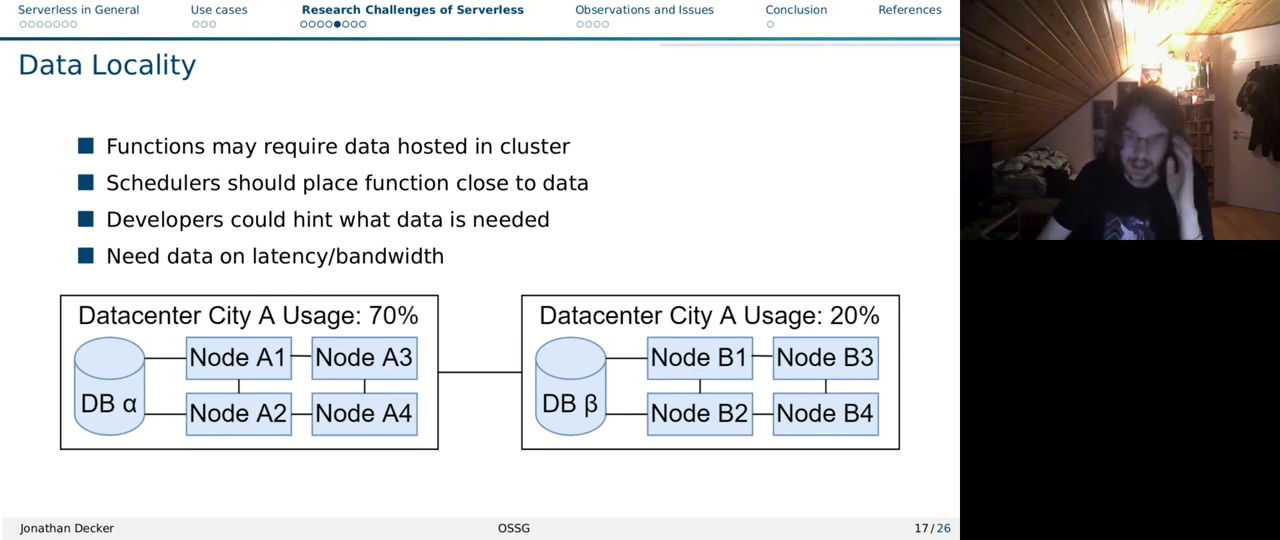 Serverless in General Use cases Research Challenges of Serverless Observations and Issues Conclusion References
Data Locality
Functions may require data hosted in cluster
Schedulers should place function close to data
Developers could hint what data is needed
Need data on latency/bandwidth
Datacenter City A Usage: 70%
DB α
Node A1
Node A3
Node A2
Node A4
Datacenter City A Usage: 20%
DB β
Node B1
Node B3
Node B2
Node B4
Jonathan Decker OSSG 17/26